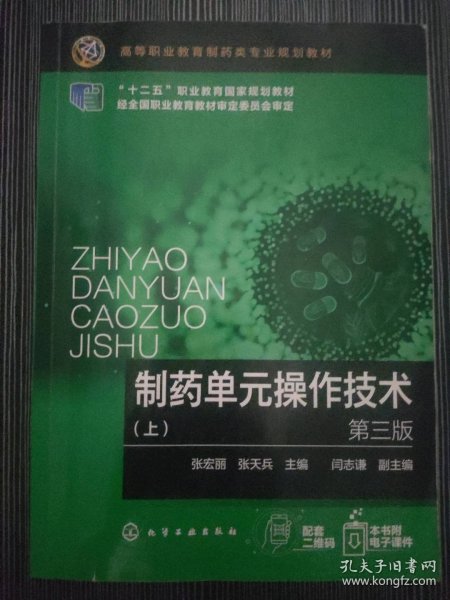 高等职业教育制药类专业规划教材
“十二五”职业教育国家规划教材
经全国职业教育教材审定委员会审定
ZHIYAO
DANYUAN
CAOZUO
JISHU
制药单元操作技术
（上）
第三版
张宏丽 张天兵 主编 闫志谦 副主编
化学工业出版社
配套
二维码
本书附
电子课件
孔夫子旧书网
www.kongfz.com